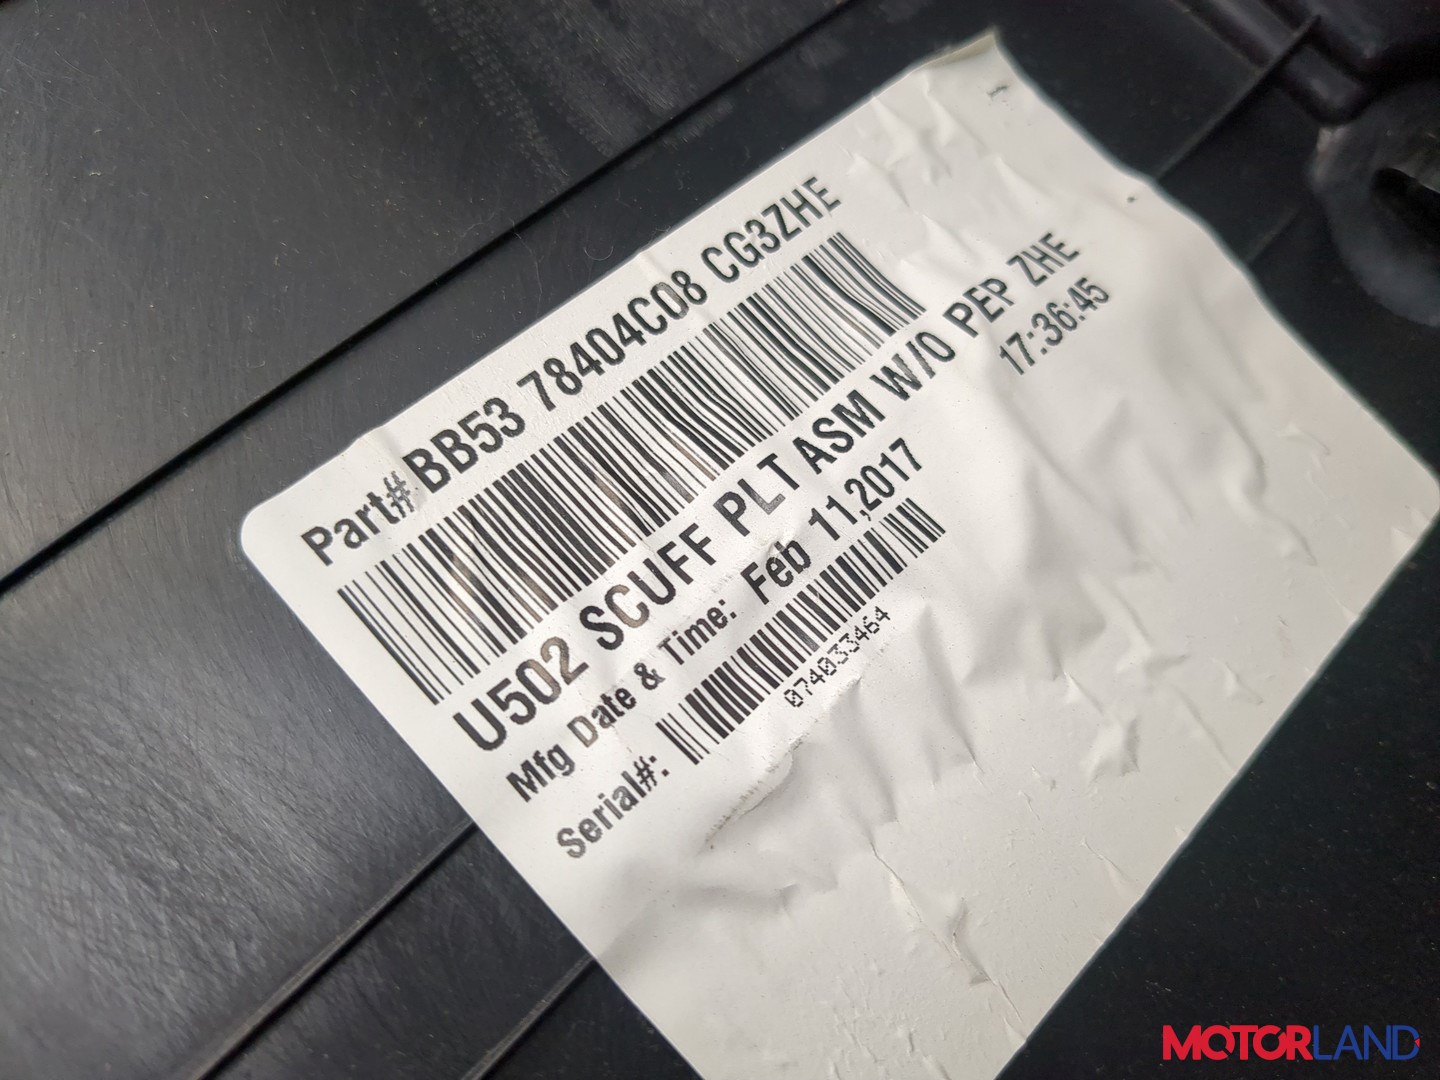 Part# BB53 78404C08 CG3ZHE
U502 SCUFF PLT ASM W/O PEP ZHE
Mfg Date & Time: Feb 11,2017 17:36:45
Serial#:
074033464
MOTORLAND